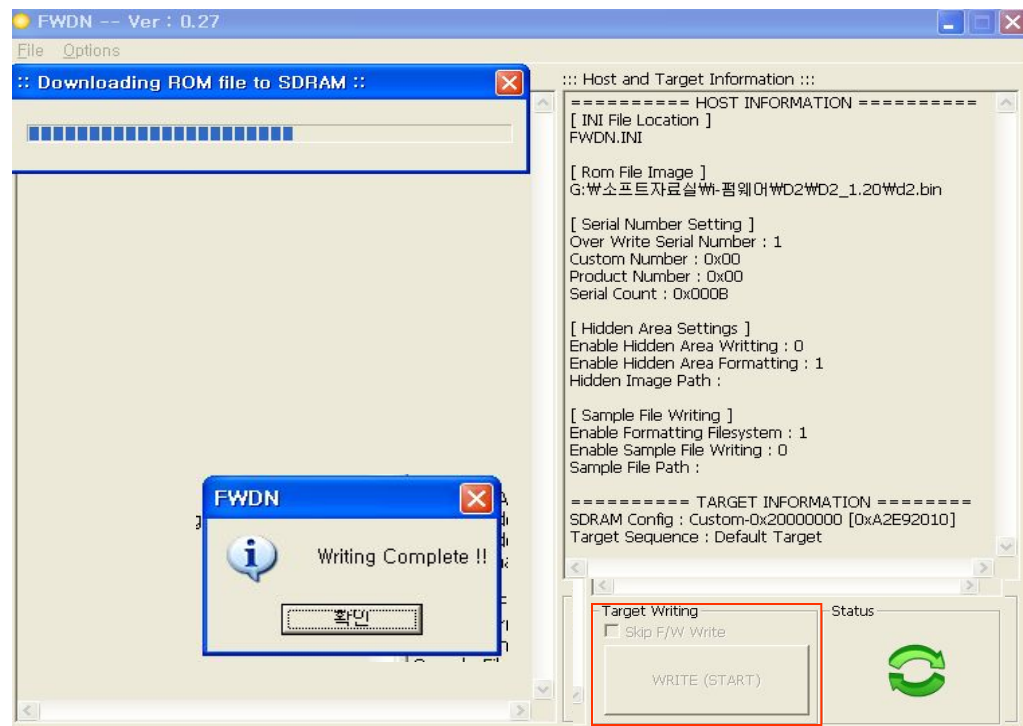 FWDN -- Ver : 0.27
File Options
:: Downloading ROM file to SDRAM ::
::: Host and Target Information :::
========== HOST INFORMATION ==========
[ INI File Location ]
FWDN.INI
[ Rom File Image ]
G:₩소프트자료실₩i-펌웨어₩D2₩D2_1.20₩d2.bin
[ Serial Number Setting ]
Over Write Serial Number : 1
Custom Number : 0x00
Product Number : 0x00
Serial Count : 0x000B
[ Hidden Area Settings ]
Enable Hidden Area Writting : 0
Enable Hidden Area Formatting : 1
Hidden Image Path :
[ Sample File Writing ]
Enable Formatting Filesystem : 1
Enable Sample File Writing : 0
Sample File Path :
========== TARGET INFORMATION ========
SDRAM Config : Custom-0x20000000 [0xA2E92010]
Target Sequence : Default Target
FWDN
Writing Complete !!
확인
Target Writing
Skip F/W Write
WRITE (START)
Status